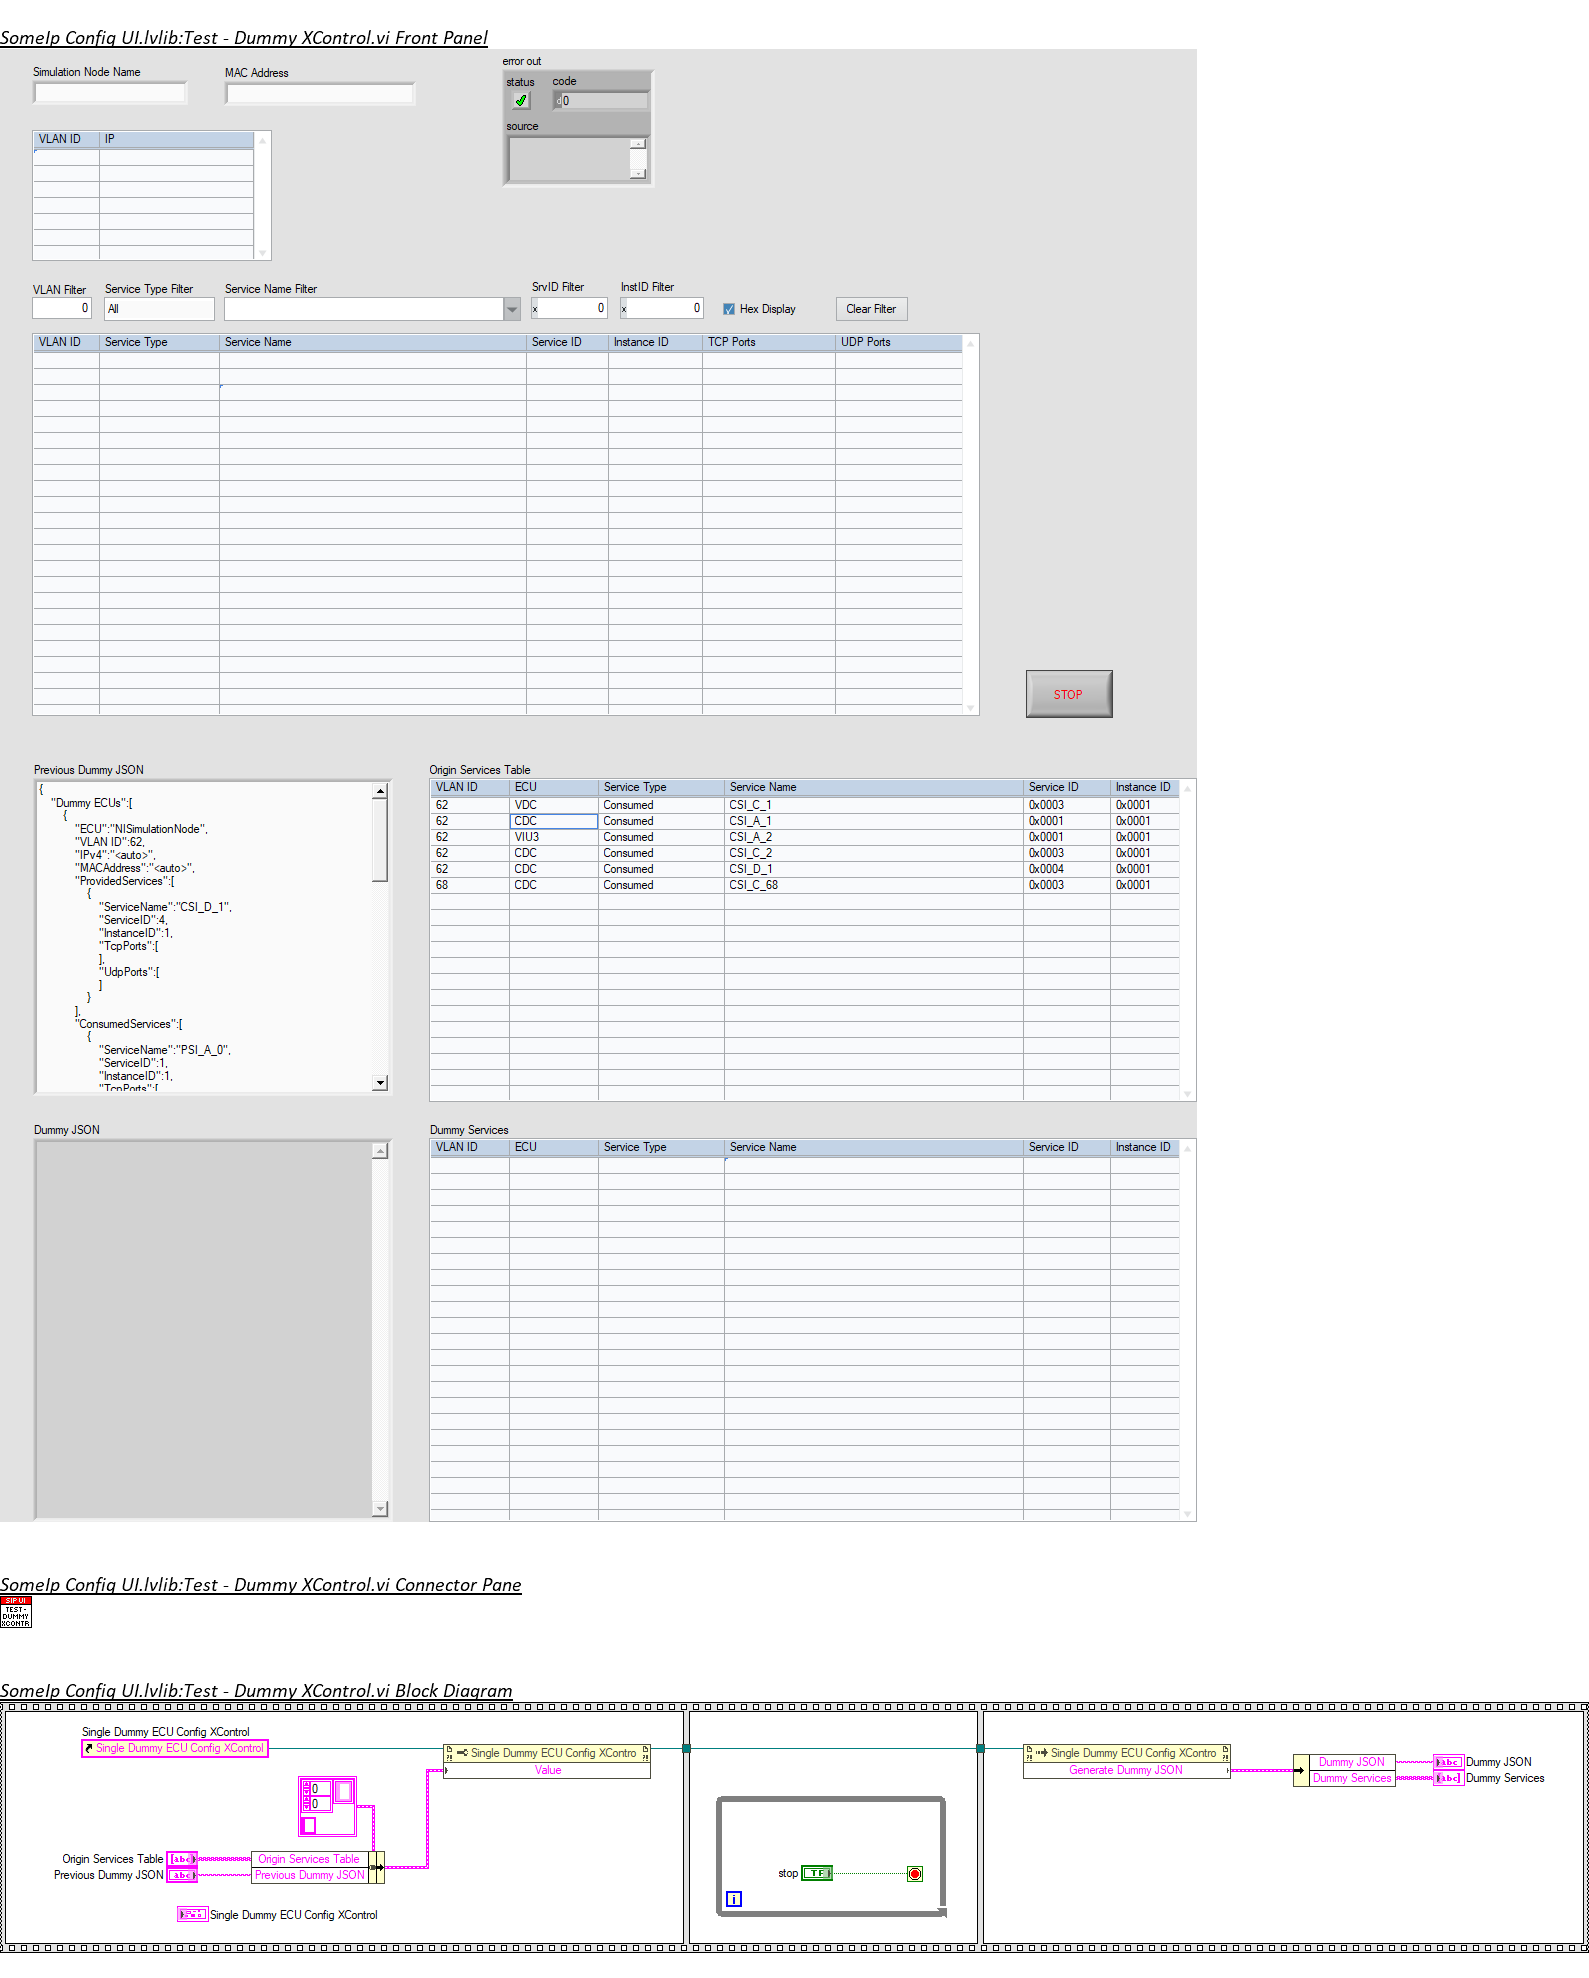 SomeIp Config UI.lvlib:Test - Dummy XControl.vi Front Panel
Simulation Node Name
MAC Address
error out
status
code
d 0
source
VLAN ID IP
VLAN Filter
Service Type Filter
Service Name Filter
SrvID Filter
InstID Filter
0
All
x 0
x 0
Hex Display
Clear Filter
VLAN ID Service Type Service Name Service ID Instance ID TCP Ports UDP Ports
STOP
Previous Dummy JSON
{
"Dummy ECUs":[
{
"ECU":"NISimulationNode",
"VLAN ID":62,
"IPv4":"<auto>",
"MACAddress":"<auto>",
"ProvidedServices":[
{
"ServiceName":"CSI_D_1",
"ServiceID":4,
"InstanceID":1,
"TcpPorts":[
],
"UdpPorts":[
]
}
],
"ConsumedServices":[
{
"ServiceName":"PSI_A_0",
"ServiceID":1,
"InstanceID":1,
"TcpPorts":[
Origin Services Table
VLAN ID ECU Service Type Service Name Service ID Instance ID
62 VDC Consumed CSI_C_1 0x0003 0x0001
62 CDC Consumed CSI_A_1 0x0001 0x0001
62 VIU3 Consumed CSI_A_2 0x0001 0x0001
62 CDC Consumed CSI_C_2 0x0003 0x0001
62 CDC Consumed CSI_D_1 0x0004 0x0001
68 CDC Consumed CSI_C_68 0x0003 0x0001
Dummy JSON
Dummy Services
VLAN ID ECU Service Type Service Name Service ID Instance ID
SomeIp Config UI.lvlib:Test - Dummy XControl.vi Connector Pane
SIP UI
TEST-
DUMMY
XCONTR
SomeIp Config UI.lvlib:Test - Dummy XControl.vi Block Diagram
Single Dummy ECU Config XControl
Single Dummy ECU Config XControl
Single Dummy ECU Config XContro
Value
0
0
Origin Services Table
abc
Origin Services Table
Previous Dummy JSON
abc
Previous Dummy JSON
Single Dummy ECU Config XControl
stop
TF
i
Single Dummy ECU Config XContro
Generate Dummy JSON
Dummy JSON
abc
Dummy JSON
Dummy Services
abc
Dummy Services